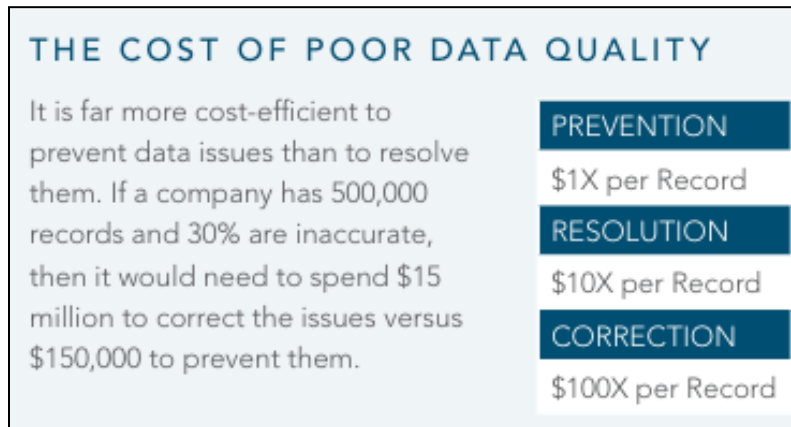 THE COST OF POOR DATA QUALITY
It is far more cost-efficient to
prevent data issues than to resolve
them. If a company has 500,000
records and 30% are inaccurate,
then it would need to spend $15
million to correct the issues versus
$150,000 to prevent them.
PREVENTION
$1X per Record
RESOLUTION
$10X per Record
CORRECTION
$100X per Record